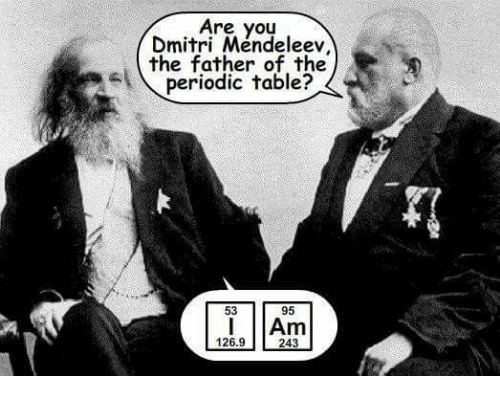 Are you
Dmitri Mendeleev,
the father of the
periodic table?
53 95
I Am
126.9 243